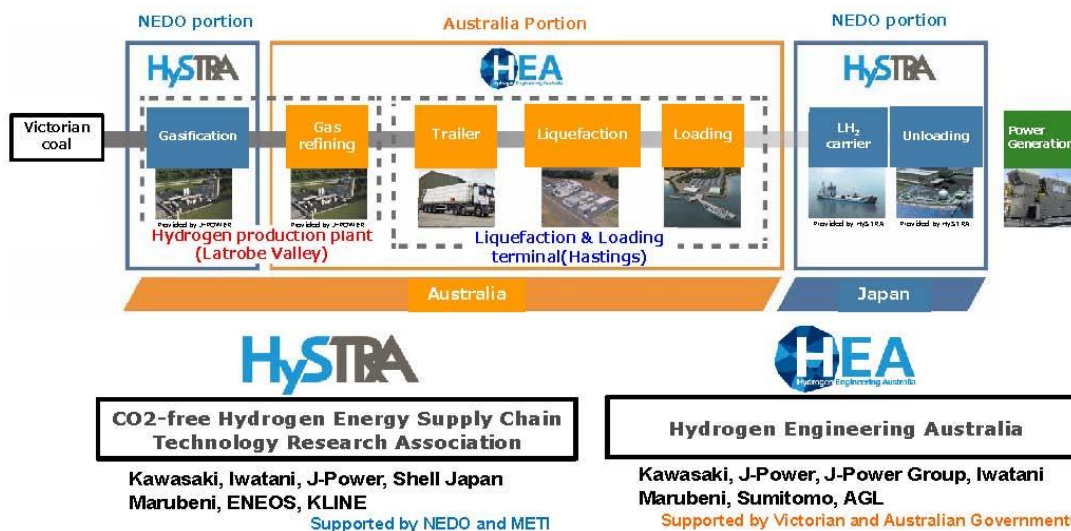 NEDO portion
Australia Portion
NEDO portion
HySTRA
HEA
Hydrogen Engineering Australia
HySTRA
Victorian
coal
Gasification
Gas
refining
Trailer
Liquefaction
Loading
LH₂
carrier
Unloading
Power
Generation
Provided by J-POWER
Provided by J-POWER
Provided by HySTRA
Provided by HySTRA
Hydrogen production plant
(Latrobe Valley)
Liquefaction & Loading
terminal(Hastings)
Australia
Japan
HySTRA
HEA
Hydrogen Engineering Australia
CO2-free Hydrogen Energy Supply Chain
Technology Research Association
Kawasaki, Iwatani, J-Power, Shell Japan
Marubeni, ENEOS, KLINE
Supported by NEDO and METI
Hydrogen Engineering Australia
Kawasaki, J-Power, J-Power Group, Iwatani
Marubeni, Sumitomo, AGL
Supported by Victorian and Australian Government